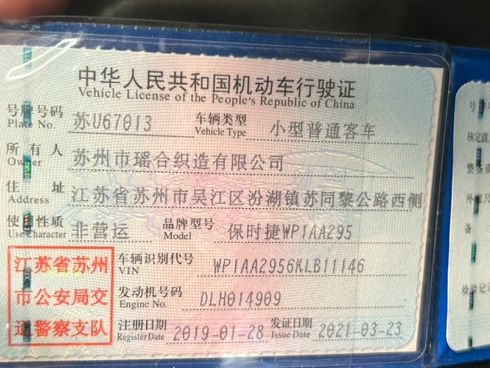 中华人民共和国机动车行驶证
Vehicle License of the People's Republic of China
号牌号码 苏U67013 车辆类型 小型普通客车
Plate No. Vehicle Type
所有人 苏州市瑶合织造有限公司
Owner
住址 江苏省苏州市吴江区汾湖镇苏同黎公路西侧
Address
使用性质 非营运 品牌型号 保时捷WP1AA295
Use Character Model
江苏省苏州 车辆识别代号 WP1AA2956KLB11146
VIN
市公安局交 发动机号码 DLH014909
Engine No.
通警察支队 注册日期 2019-01-28 发证日期 2021-03-23
Register Date Issue Date